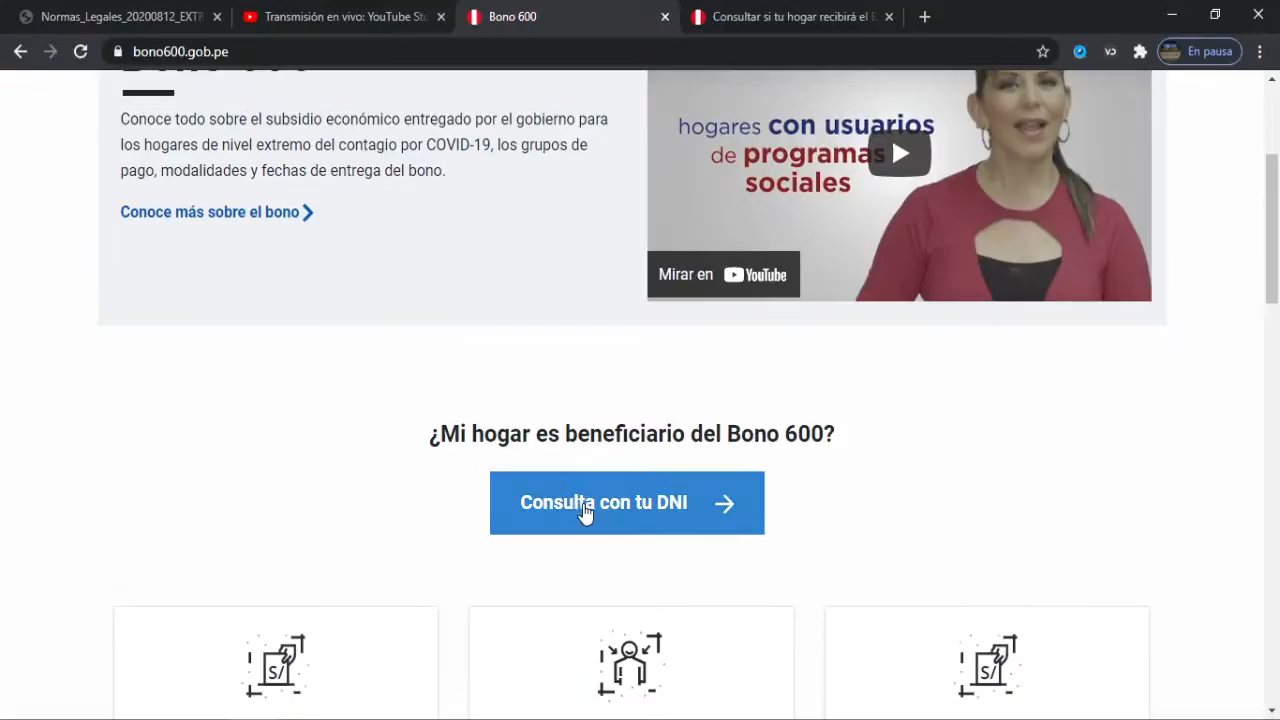 Normas_Legales_20200812_EXTR
Transmisión en vivo: YouTube Stu
Bono 600
Consultar si tu hogar recibirá el B
bono600.gob.pe
En pausa
Conoce todo sobre el subsidio económico entregado por el gobierno para
los hogares de nivel extremo del contagio por COVID-19, los grupos de
pago, modalidades y fechas de entrega del bono.
Conoce más sobre el bono
hogares con usuarios
de programas
sociales
Mirar en YouTube
¿Mi hogar es beneficiario del Bono 600?
Consulta con tu DNI
S/
S/